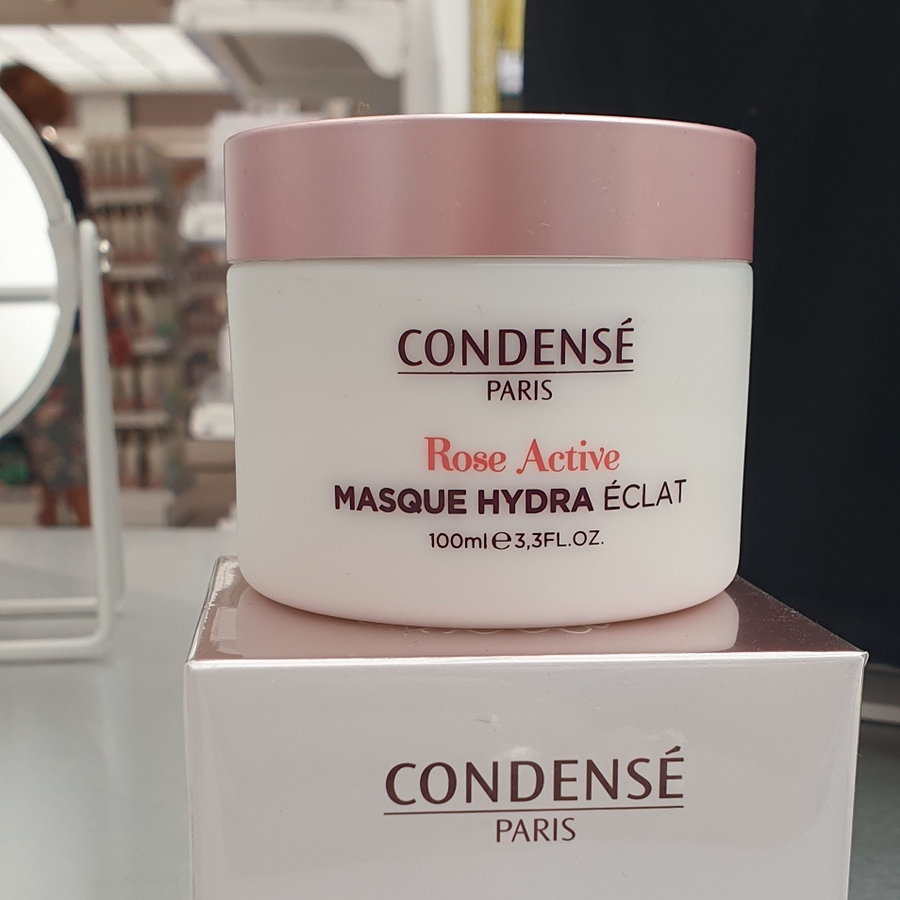 CONDENSÉ
PARIS
Rose Active
MASQUE HYDRA ÉCLAT
100ml℮3,3FL.OZ.
CONDENSÉ
PARIS